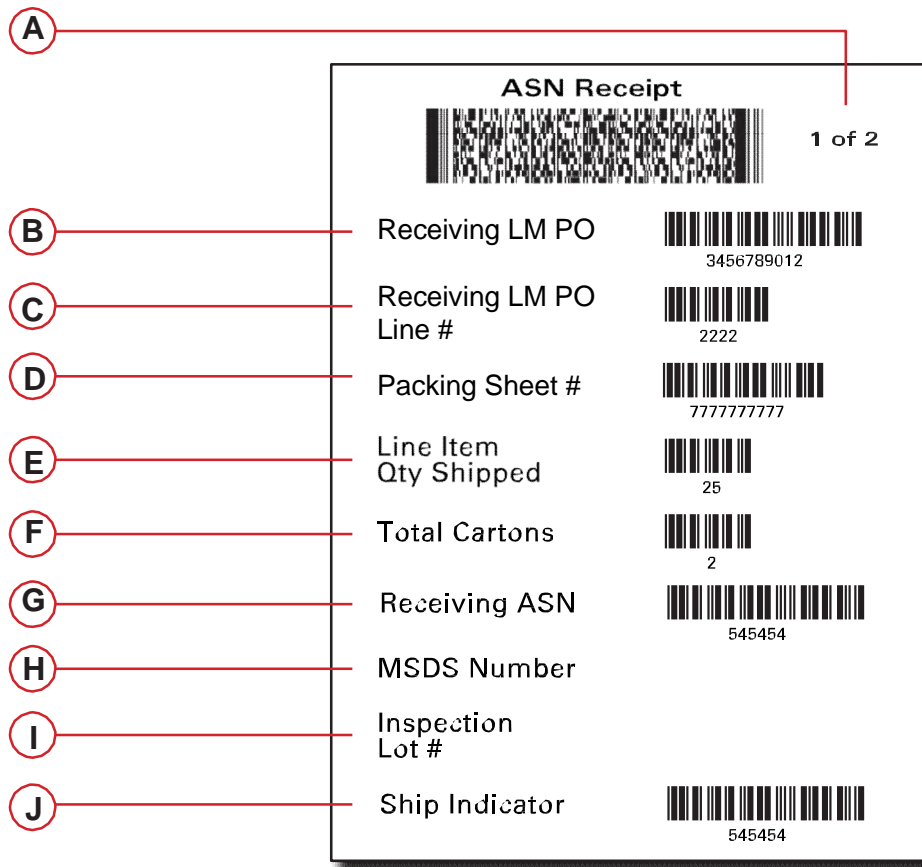 A
ASN Receipt
1 of 2
B
Receiving LM PO
3456789012
C
Receiving LM PO
Line #
2222
D
Packing Sheet #
7777777777
E
Line Item
Qty Shipped
25
F
Total Cartons
2
G
Receiving ASN
545454
H
MSDS Number
I
Inspection
Lot #
J
Ship Indicator
545454